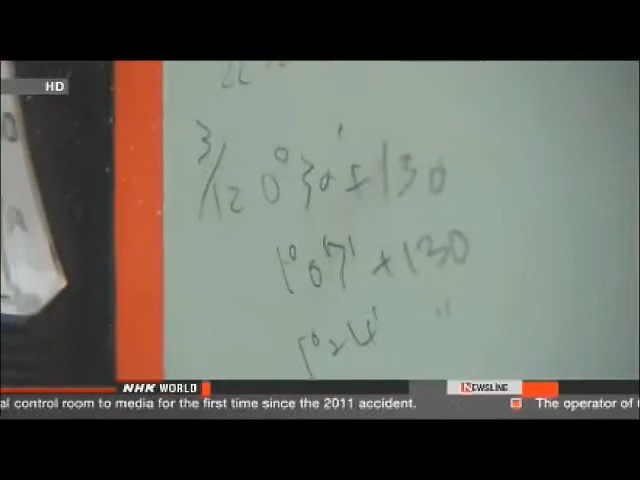 HD
3/12 0°30'±130
1°07'+130
1°24' "
NHK WORLD
NEWSLINE
al control room to media for the first time since the 2011 accident. The operator of